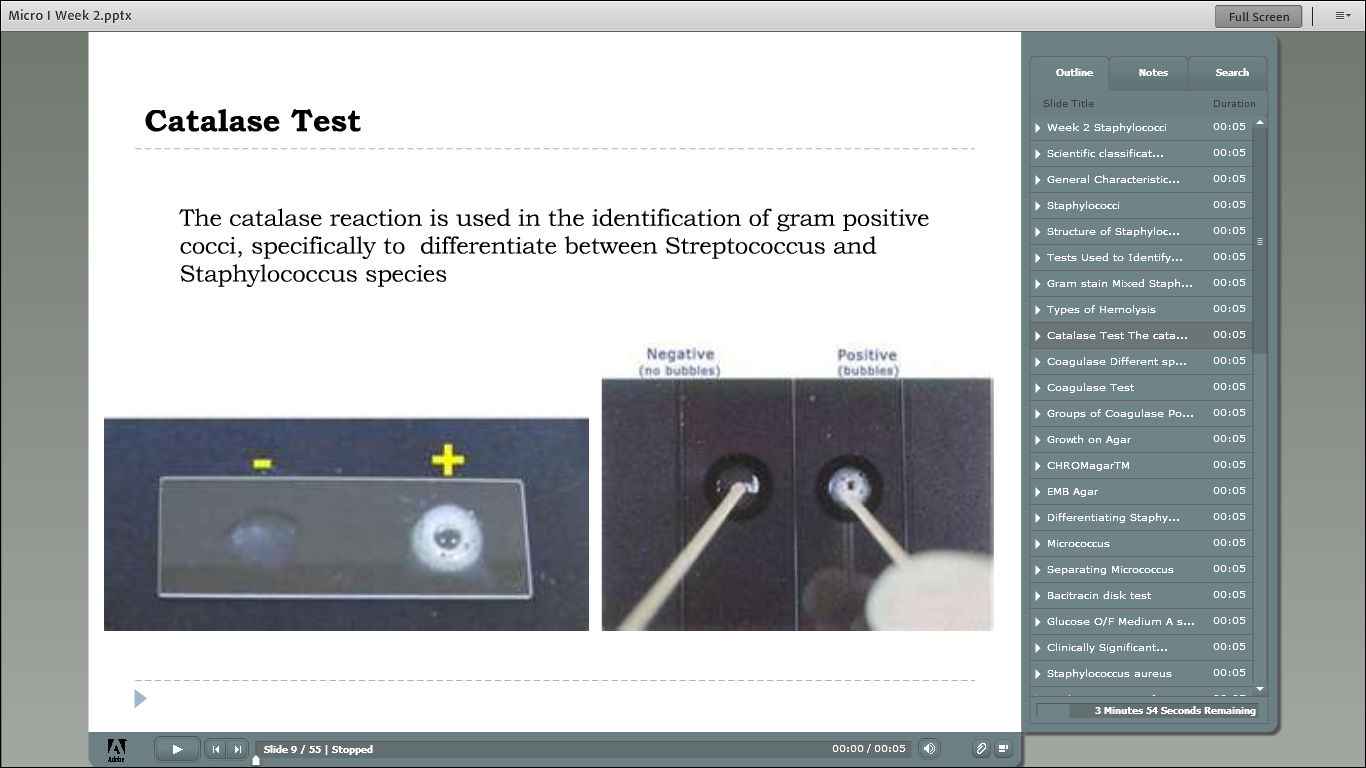 Micro I Week 2.pptx
Full Screen
Catalase Test
The catalase reaction is used in the identification of gram positive
cocci, specifically to  differentiate between Streptococcus and
Staphylococcus species
Negative
(no bubbles)
Positive
(bubbles)
-
+
Outline
Notes
Search
Slide Title
Duration
Week 2 Staphylococci 00:05
Scientific classificat... 00:05
General Characteristic... 00:05
Staphylococci 00:05
Structure of Staphyloc... 00:05
Tests Used to Identify... 00:05
Gram stain Mixed Staph... 00:05
Types of Hemolysis 00:05
Catalase Test The cata... 00:05
Coagulase Different sp... 00:05
Coagulase Test 00:05
Groups of Coagulase Po... 00:05
Growth on Agar 00:05
CHROMagarTM 00:05
EMB Agar 00:05
Differentiating Staphy... 00:05
Micrococcus 00:05
Separating Micrococcus 00:05
Bacitracin disk test 00:05
Glucose O/F Medium A s... 00:05
Clinically Significant... 00:05
Staphylococcus aureus 00:05
3 Minutes 54 Seconds Remaining
Adobe
Slide 9 / 55 | Stopped
00:00 / 00:05